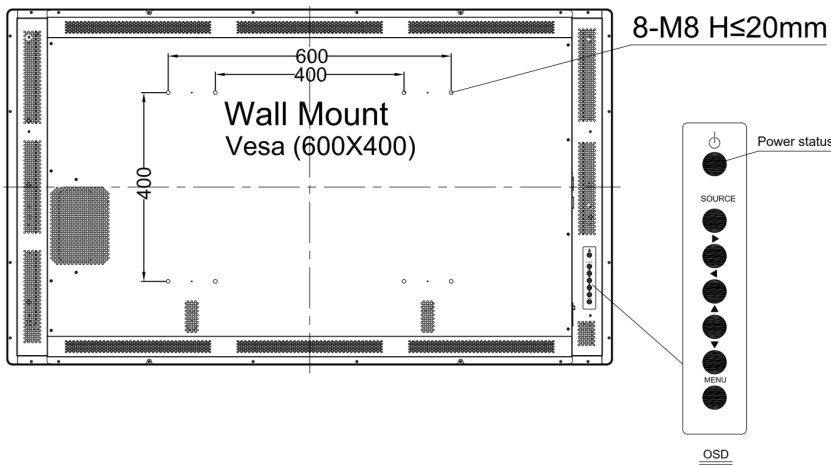 8-M8 H≤20mm
600
400
Wall Mount
Vesa (600X400)
400
Power status
SOURCE
MENU
OSD